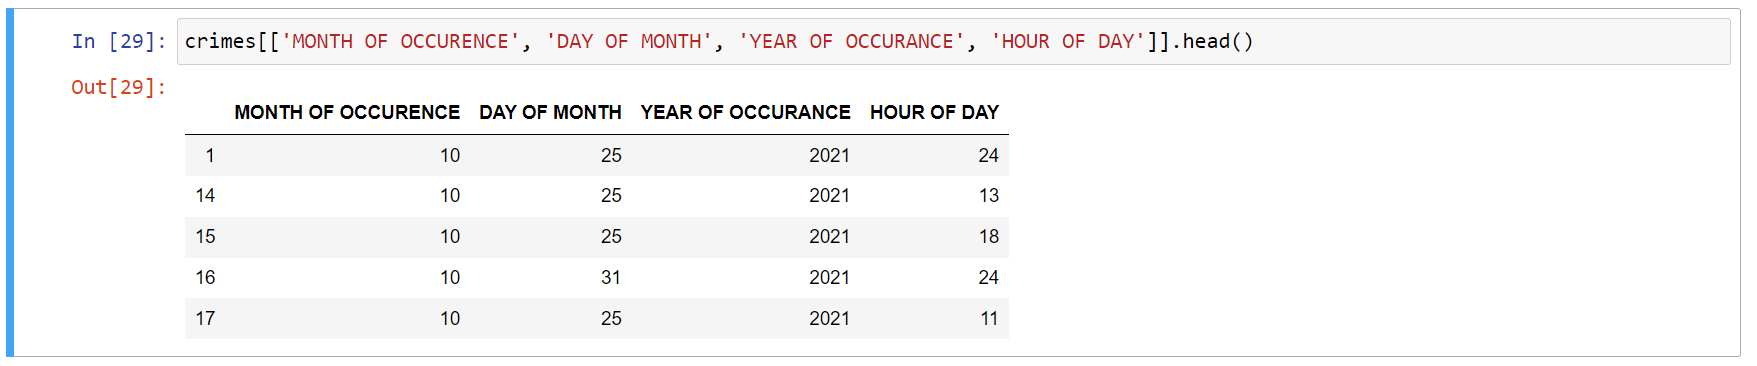 In [29]: crimes[['MONTH OF OCCURENCE', 'DAY OF MONTH', 'YEAR OF OCCURANCE', 'HOUR OF DAY']].head()
Out[29]:
MONTH OF OCCURENCE DAY OF MONTH YEAR OF OCCURANCE HOUR OF DAY
1 10 25 2021 24
14 10 25 2021 13
15 10 25 2021 18
16 10 31 2021 24
17 10 25 2021 11